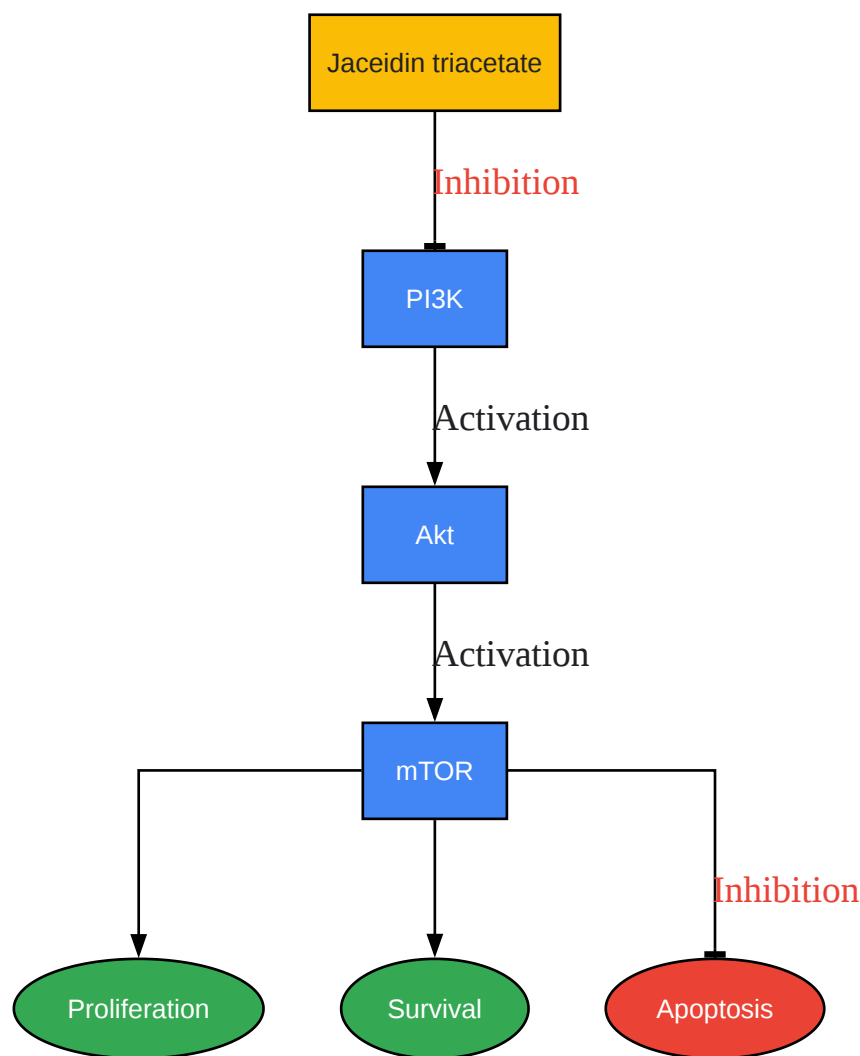 Jaceidin triacetate
Inhibition
PI3K
Activation
Akt
Activation
mTOR
Inhibition
Proliferation
Survival
Apoptosis